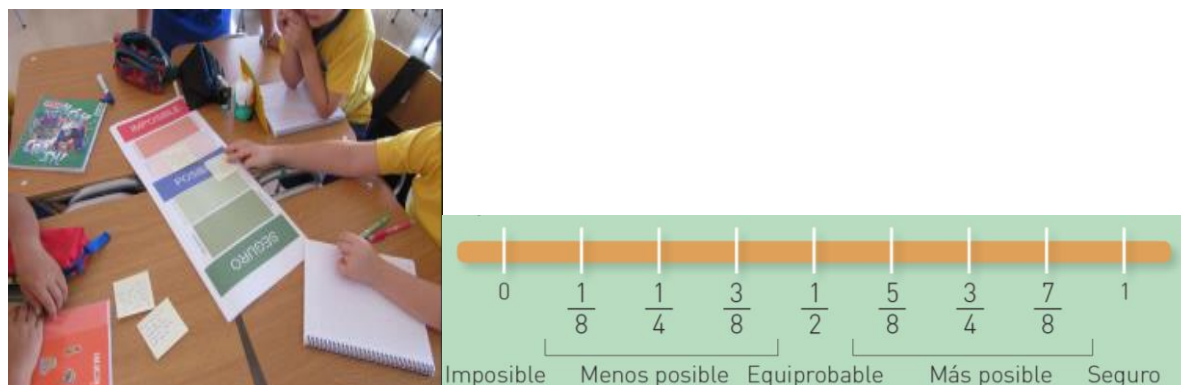 IMPOSIBLE
POSIB
SEGURO
0 1/8 1/4 3/8 1/2 5/8 3/4 7/8 1
Imposible Menos posible Equiprobable Más posible Seguro